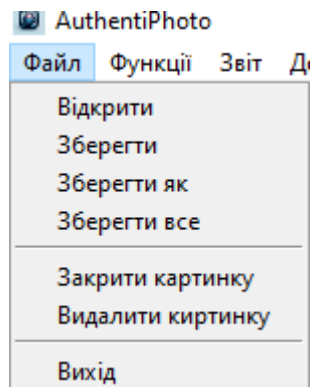 AuthentiPhoto
Файл Функції Звіт
Відкрити
Зберегти
Зберегти як
Зберегти все
Закрити картинку
Видалити киртинку
Вихід